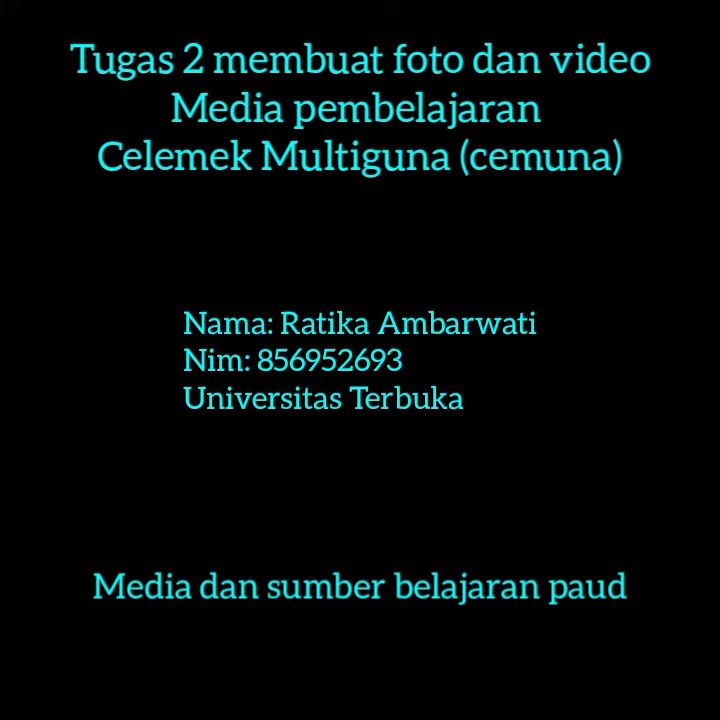 Tugas 2 membuat foto dan video
Media pembelajaran
Celemek Multiguna (cemuna)
Nama: Ratika Ambarwati
Nim: 856952693
Universitas Terbuka
Media dan sumber belajaran paud